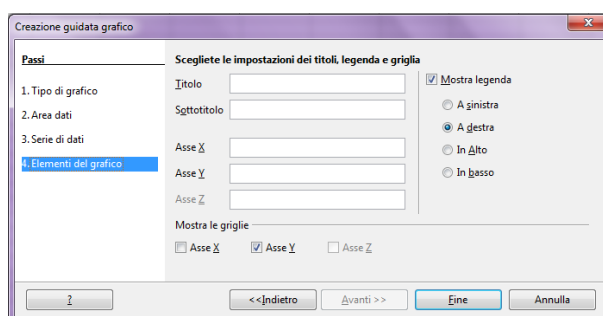 Creazione guidata grafico
Passi
1. Tipo di grafico
2. Area dati
3. Serie di dati
4. Elementi del grafico
Scegliete le impostazioni dei titoli, legenda e griglia
Titolo
Sottotitolo
Asse X
Asse Y
Asse Z
Mostra legenda
A sinistra
A destra
In Alto
In basso
Mostra le griglie
Asse X Asse Y Asse Z
? <<Indietro Avanti >> Fine Annulla